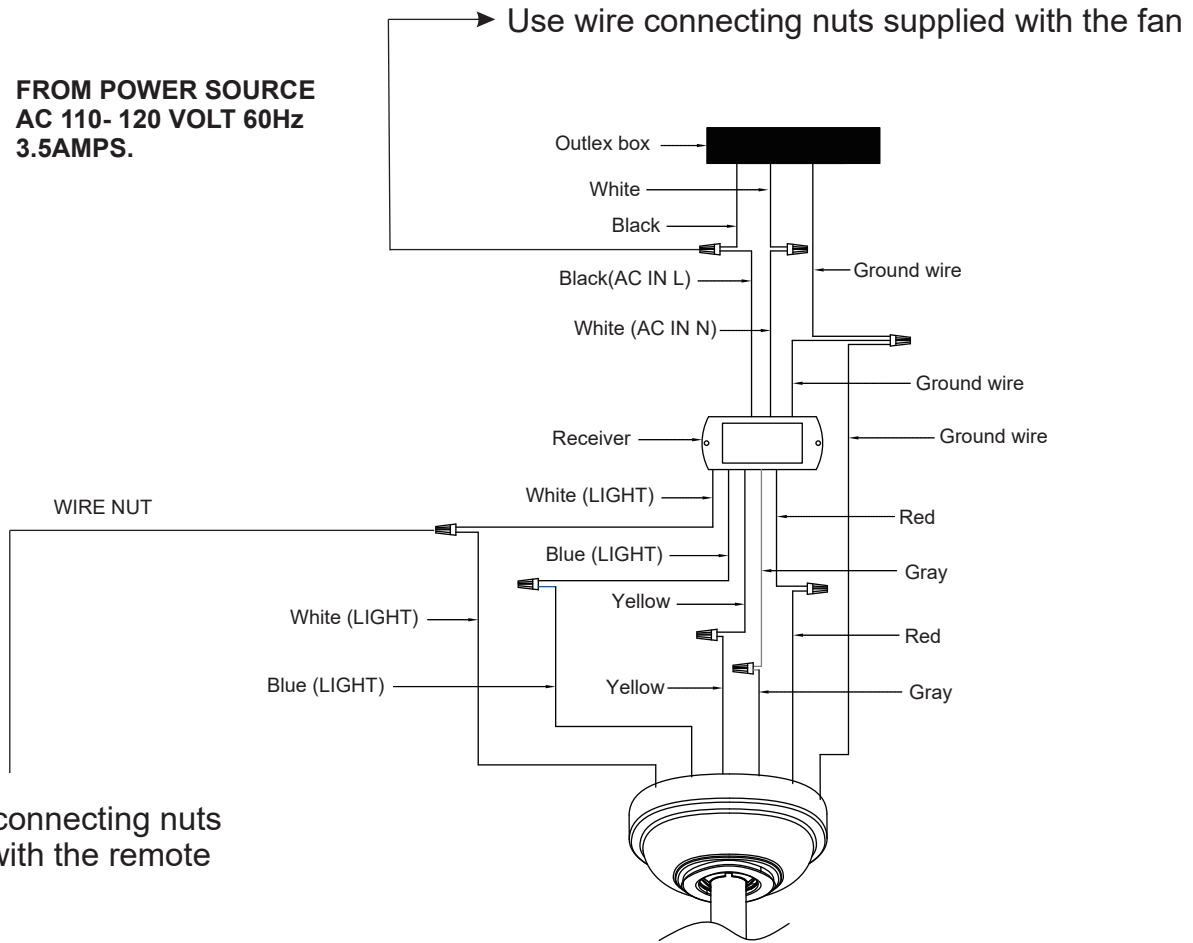 Use wire connecting nuts supplied with the fan
FROM POWER SOURCE
AC 110- 120 VOLT 60Hz
3.5AMPS.
Outlex box
White
Black
Ground wire
Black(AC IN L)
White (AC IN N)
Ground wire
Receiver
Ground wire
White (LIGHT)
WIRE NUT
Red
Blue (LIGHT)
Gray
Yellow
White (LIGHT)
Red
Blue (LIGHT)
Yellow
Gray
connecting nuts
with the remote